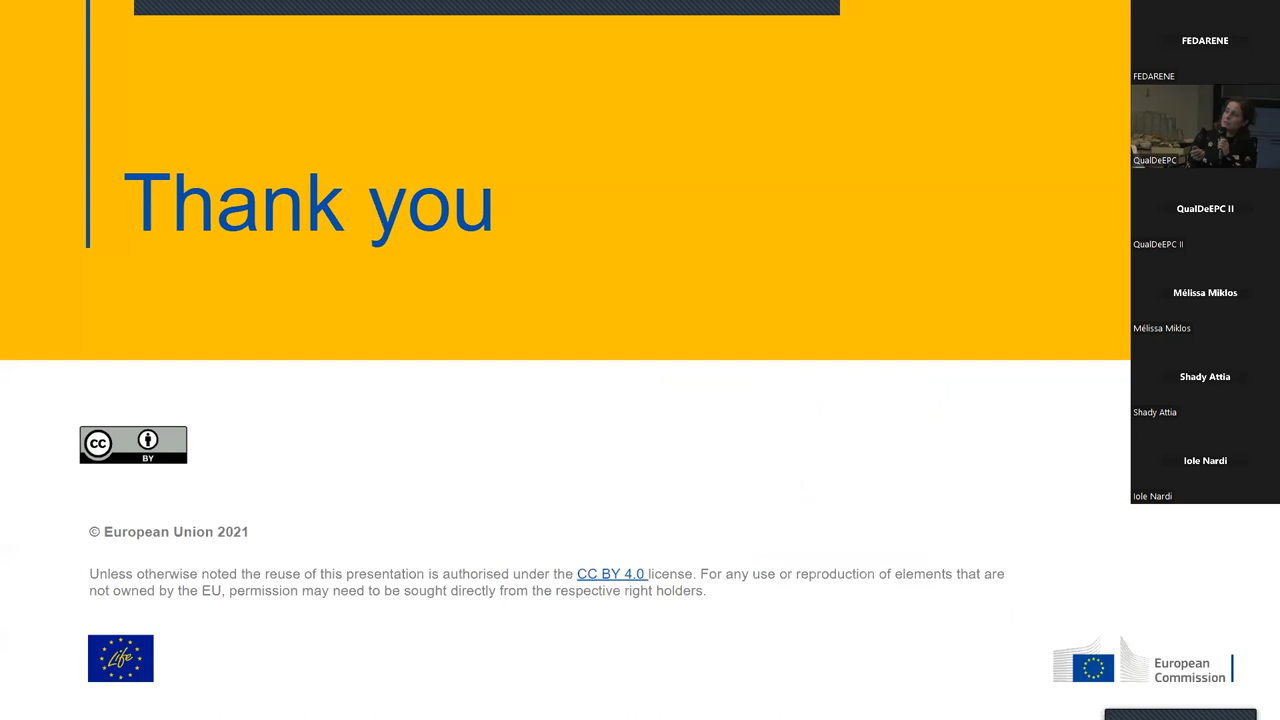 Thank you
CC
BY
© European Union 2021
Unless otherwise noted the reuse of this presentation is authorised under the CC BY 4.0 license. For any use or reproduction of elements that are
not owned by the EU, permission may need to be sought directly from the respective right holders.
Life
European
Commission
FEDARENE
FEDARENE
QualDeEPC
QualDeEPC II
QualDeEPC II
Mélissa Miklos
Mélissa Miklos
Shady Attia
Shady Attia
Iole Nardi
Iole Nardi